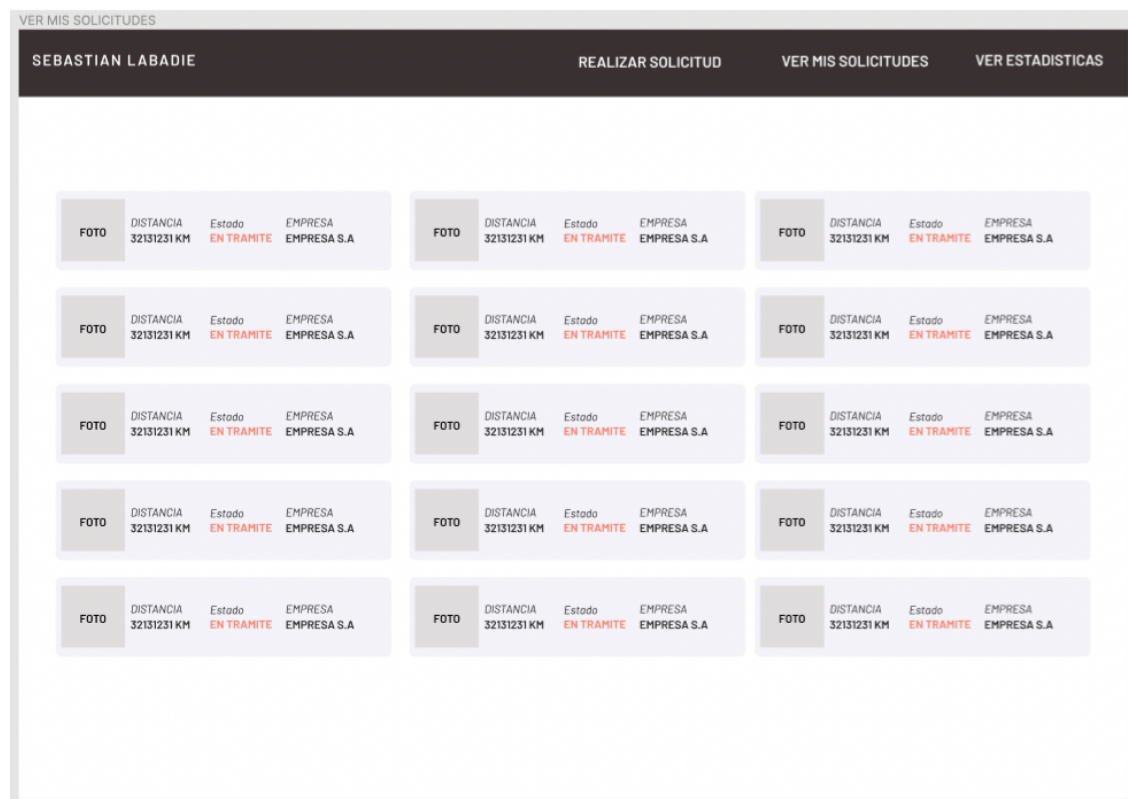 VER MIS SOLICITUDES
SEBASTIAN LABADIE REALIZAR SOLICITUD VER MIS SOLICITUDES VER ESTADISTICAS
FOTO DISTANCIA Estado EMPRESA
32131231 KM EN TRAMITE EMPRESA S.A
FOTO DISTANCIA Estado EMPRESA
32131231 KM EN TRAMITE EMPRESA S.A
FOTO DISTANCIA Estado EMPRESA
32131231 KM EN TRAMITE EMPRESA S.A
FOTO DISTANCIA Estado EMPRESA
32131231 KM EN TRAMITE EMPRESA S.A
FOTO DISTANCIA Estado EMPRESA
32131231 KM EN TRAMITE EMPRESA S.A
FOTO DISTANCIA Estado EMPRESA
32131231 KM EN TRAMITE EMPRESA S.A
FOTO DISTANCIA Estado EMPRESA
32131231 KM EN TRAMITE EMPRESA S.A
FOTO DISTANCIA Estado EMPRESA
32131231 KM EN TRAMITE EMPRESA S.A
FOTO DISTANCIA Estado EMPRESA
32131231 KM EN TRAMITE EMPRESA S.A
FOTO DISTANCIA Estado EMPRESA
32131231 KM EN TRAMITE EMPRESA S.A
FOTO DISTANCIA Estado EMPRESA
32131231 KM EN TRAMITE EMPRESA S.A
FOTO DISTANCIA Estado EMPRESA
32131231 KM EN TRAMITE EMPRESA S.A
FOTO DISTANCIA Estado EMPRESA
32131231 KM EN TRAMITE EMPRESA S.A
FOTO DISTANCIA Estado EMPRESA
32131231 KM EN TRAMITE EMPRESA S.A
FOTO DISTANCIA Estado EMPRESA
32131231 KM EN TRAMITE EMPRESA S.A